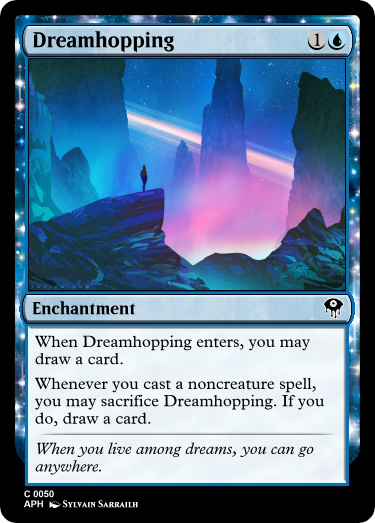 Dreamhopping 1
Enchantment
When Dreamhopping enters, you may
draw a card.
Whenever you cast a noncreature spell,
you may sacrifice Dreamhopping. If you
do, draw a card.
When you live among dreams, you can go
anywhere.
C 0050
APH Sylvain Sarrailh